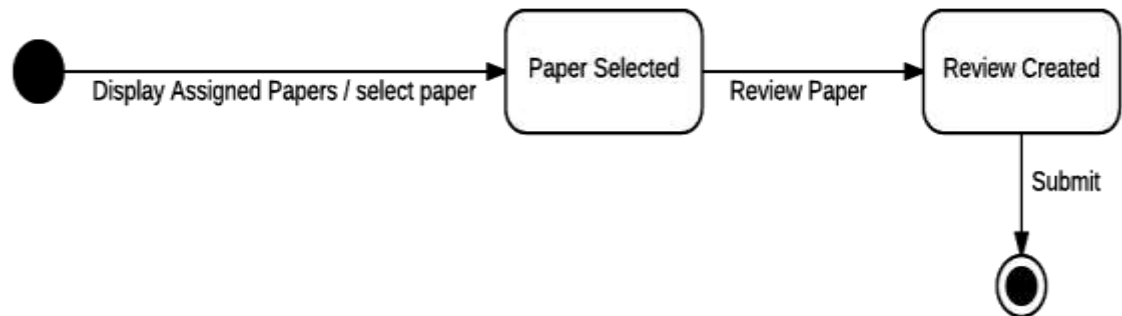 Paper Selected
Review Created
Display Assigned Papers / select paper
Review Paper
Submit